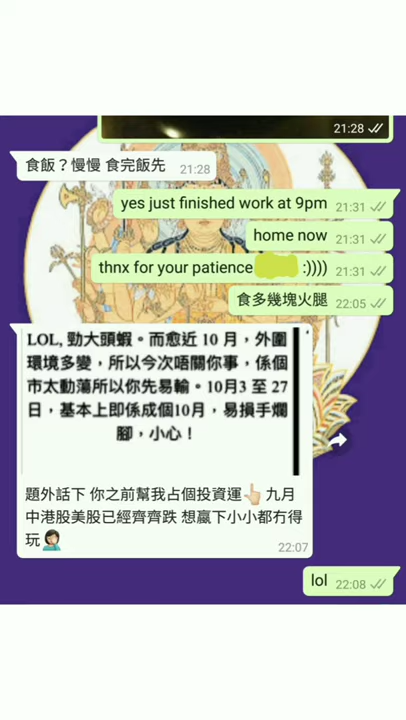 21:28
食飯？慢慢 食完飯先 21:28
yes just finished work at 9pm 21:31
home now 21:31
thnx for your patience :)))) 21:31
食多幾塊火腿 22:05
LOL, 勁大頭蝦。而愈近 10 月，外圍
環境多變，所以今次唔關你事，係個
市太動蕩所以你先易輸。10月3 至 27
日，基本上即係成個10月，易損手爛
腳，小心！
題外話下 你之前幫我占個投資運👆🏻 九月
中港股美股已經齊齊跌 想贏下小小都冇得
玩🤦🏻‍♀️ 22:07
lol 22:08